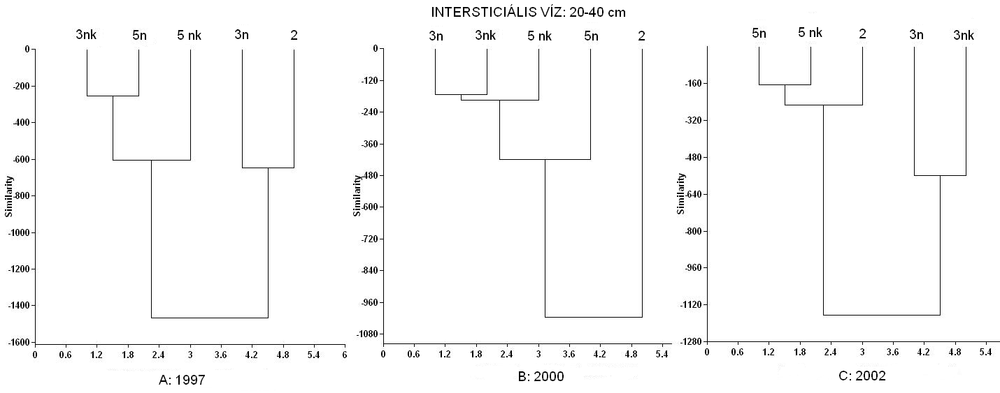 INTERSTICIÁLIS VÍZ: 20-40 cm
3nk 5n 5 nk 3n 2
0
-200
-400
-600
-800
-1000
-1200
-1400
-1600
Similarity
0 0.6 1.2 1.8 2.4 3 3.6 4.2 4.8 5.4 6
A: 1997
3n 3nk 5 nk 5n 2
0
-120
-240
-360
-480
-600
-720
-840
-960
-1080
Similarity
0 0.6 1.2 1.8 2.4 3 3.6 4.2 4.8 5.4
B: 2000
5n 5 nk 2 3n 3nk
-160
-320
-480
-640
-800
-960
-1120
-1280
Similarity
0 0.6 1.2 1.8 2.4 3 3.6 4.2 4.8 5.4
C: 2002